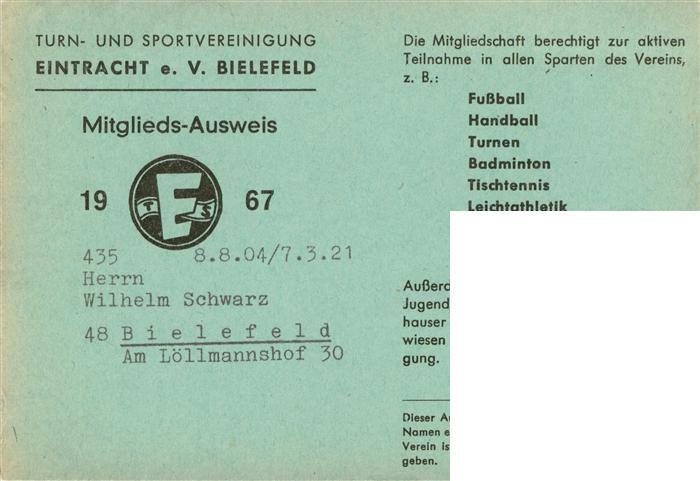 TURN- UND SPORTVEREINIGUNG
EINTRACHT e. V. BIELEFELD
Mitglieds-Ausweis
19 67
E
T S
435 8.8.04/7.3.21
Herrn
Wilhelm Schwarz
48 Bielefeld
Am Löllmannshof 30
Die Mitgliedschaft berechtigt zur aktiven
Teilnahme in allen Sparten des Vereins,
z. B.:
Fußball
Handball
Turnen
Badminton
Tischtennis
Leichtathletik
Jugend
hauser
wiesen
gung.
Dieser
Namen
Verein is
geben.